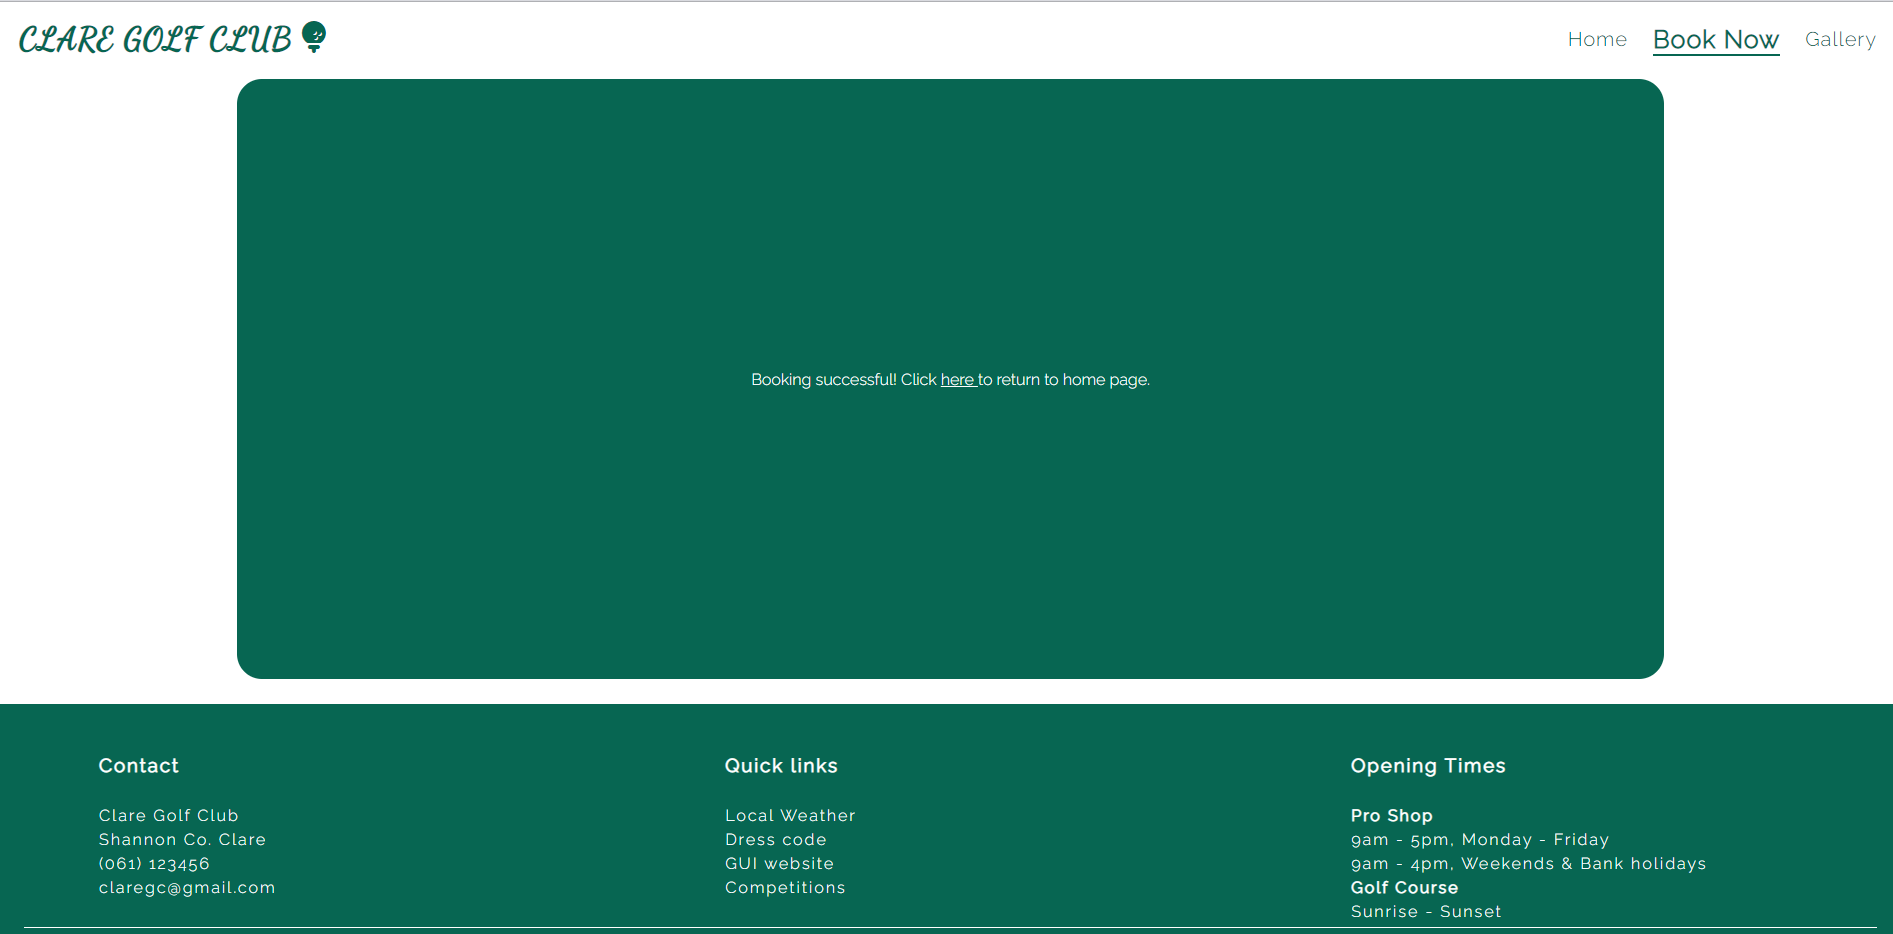 CLARE GOLF CLUB
Home Book Now Gallery
Booking successful! Click here to return to home page.
Contact
Clare Golf Club
Shannon Co. Clare
(061) 123456
claregc@gmail.com
Quick links
Local Weather
Dress code
GUI website
Competitions
Opening Times
Pro Shop
9am - 5pm, Monday - Friday
9am - 4pm, Weekends & Bank holidays
Golf Course
Sunrise - Sunset